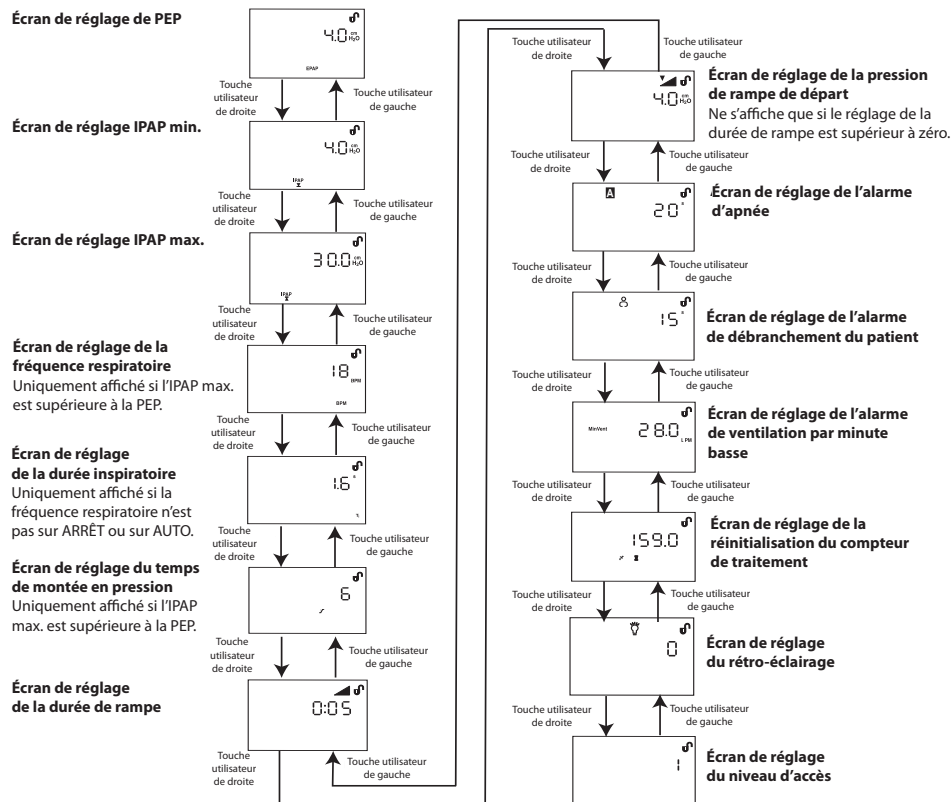 Écran de réglage de PEP
4.0 cm H2O
EPAP
Touche
utilisateur
de droite
Touche utilisateur
de gauche
Écran de réglage IPAP min.
4.0 cm H2O
IPAP
Touche
utilisateur
de droite
Touche utilisateur
de gauche
Écran de réglage IPAP max.
30.0 cm H2O
IPAP
Touche
utilisateur
de droite
Touche utilisateur
de gauche
Écran de réglage de la
fréquence respiratoire
Uniquement affiché si l'IPAP max.
est supérieure à la PEP.
18 BPM
BPM
Touche
utilisateur
de droite
Touche utilisateur
de gauche
Écran de réglage
de la durée inspiratoire
Uniquement affiché si la
fréquence respiratoire n'est
pas sur ARRÊT ou sur AUTO.
1.6 s
Touche
utilisateur
de droite
Touche utilisateur
de gauche
Écran de réglage du temps
de montée en pression
Uniquement affiché si l'IPAP
max. est supérieure à la PEP.
6
Touche
utilisateur
de droite
Touche utilisateur
de gauche
Écran de réglage
de la durée de rampe
0:05
Touche
utilisateur
de droite
Touche utilisateur
de gauche
Touche utilisateur
de droite
Touche utilisateur
de gauche
4.0 cm H2O
Écran de réglage de la pression
de rampe de départ
Ne s'affiche que si le réglage de la
durée de rampe est supérieur à zéro.
Touche utilisateur
de droite
Touche utilisateur
de gauche
A
20 s
Écran de réglage de l'alarme
d'apnée
Touche utilisateur
de droite
Touche utilisateur
de gauche
15 s
Écran de réglage de l'alarme
de débranchement du patient
Touche utilisateur
de droite
Touche utilisateur
de gauche
MinVent 28.0 LPM
Écran de réglage de l'alarme
de ventilation par minute
basse
Touche utilisateur
de droite
Touche utilisateur
de gauche
159.0
Écran de réglage de la
réinitialisation du compteur
de traitement
Touche utilisateur
de droite
Touche utilisateur
de gauche
0
Écran de réglage
du rétro-éclairage
Touche utilisateur
de droite
Touche utilisateur
de gauche
1
Écran de réglage
du niveau d'accès